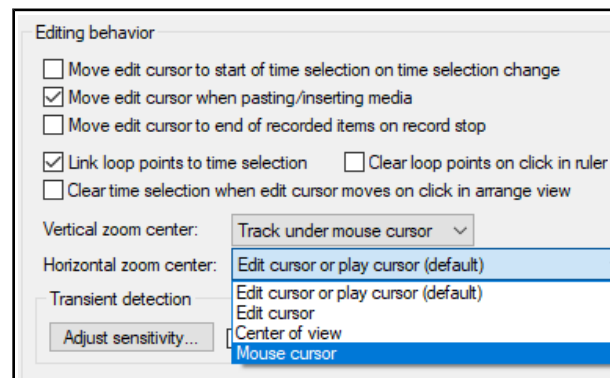 Editing behavior
Move edit cursor to start of time selection on time selection change
Move edit cursor when pasting/inserting media
Move edit cursor to end of recorded items on record stop
Link loop points to time selection Clear loop points on click in ruler
Clear time selection when edit cursor moves on click in arrange view
Vertical zoom center: Track under mouse cursor
Horizontal zoom center: Edit cursor or play cursor (default)
Edit cursor or play cursor (default)
Transient detection
Edit cursor
Adjust sensitivity... Center of view
Mouse cursor